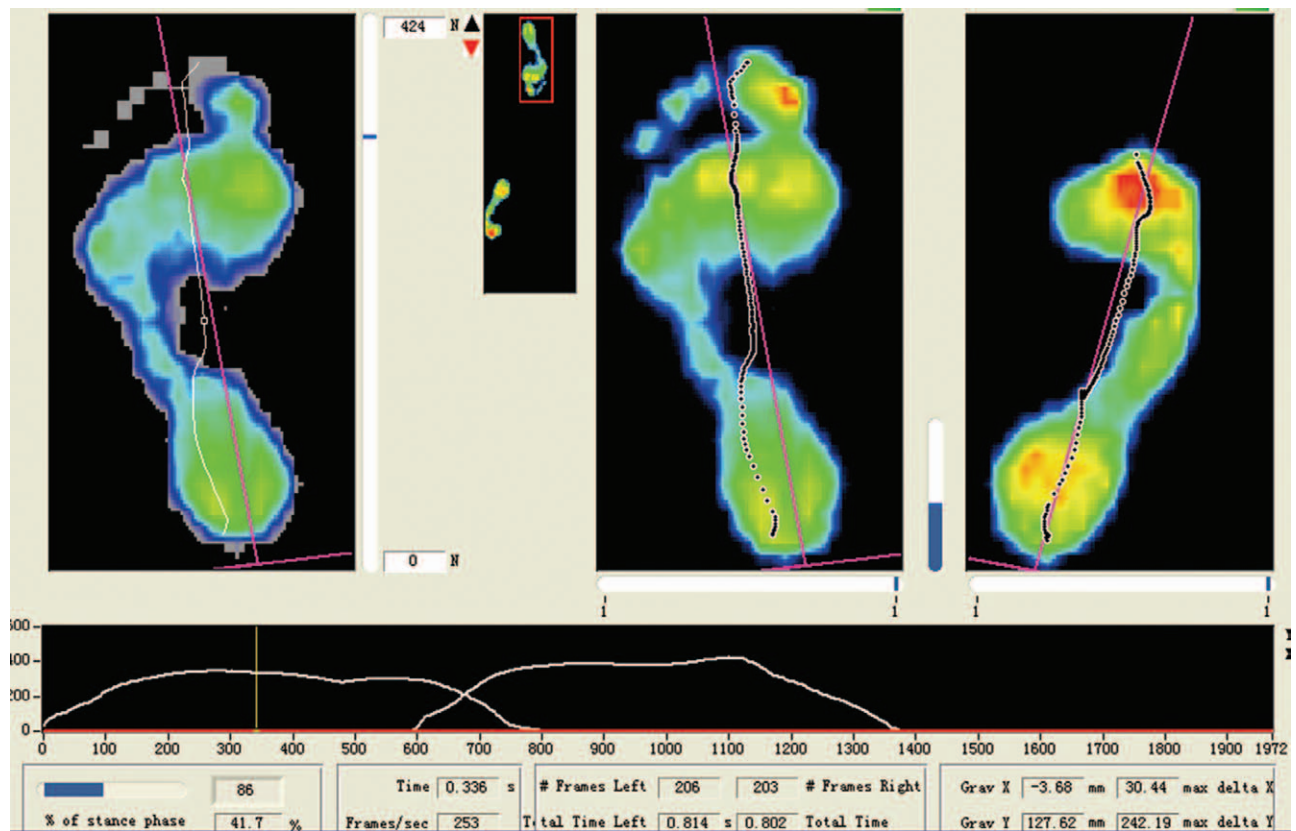 424 N
0 N
1 1 1 1
600
400
200
0
0 100 200 300 400 500 600 700 800 900 1000 1100 1200 1300 1400 1500 1600 1700 1800 1900 1972
86 Time 0.336 s # Frames Left 206 203 # Frames Right Grav X -3.68 mm 30.44 max delta X
% of stance phase 41.7 % Frames/sec 253 Total Time Left 0.814 s 0.802 Total Time Grav Y 127.62 mm 242.19 max delta Y